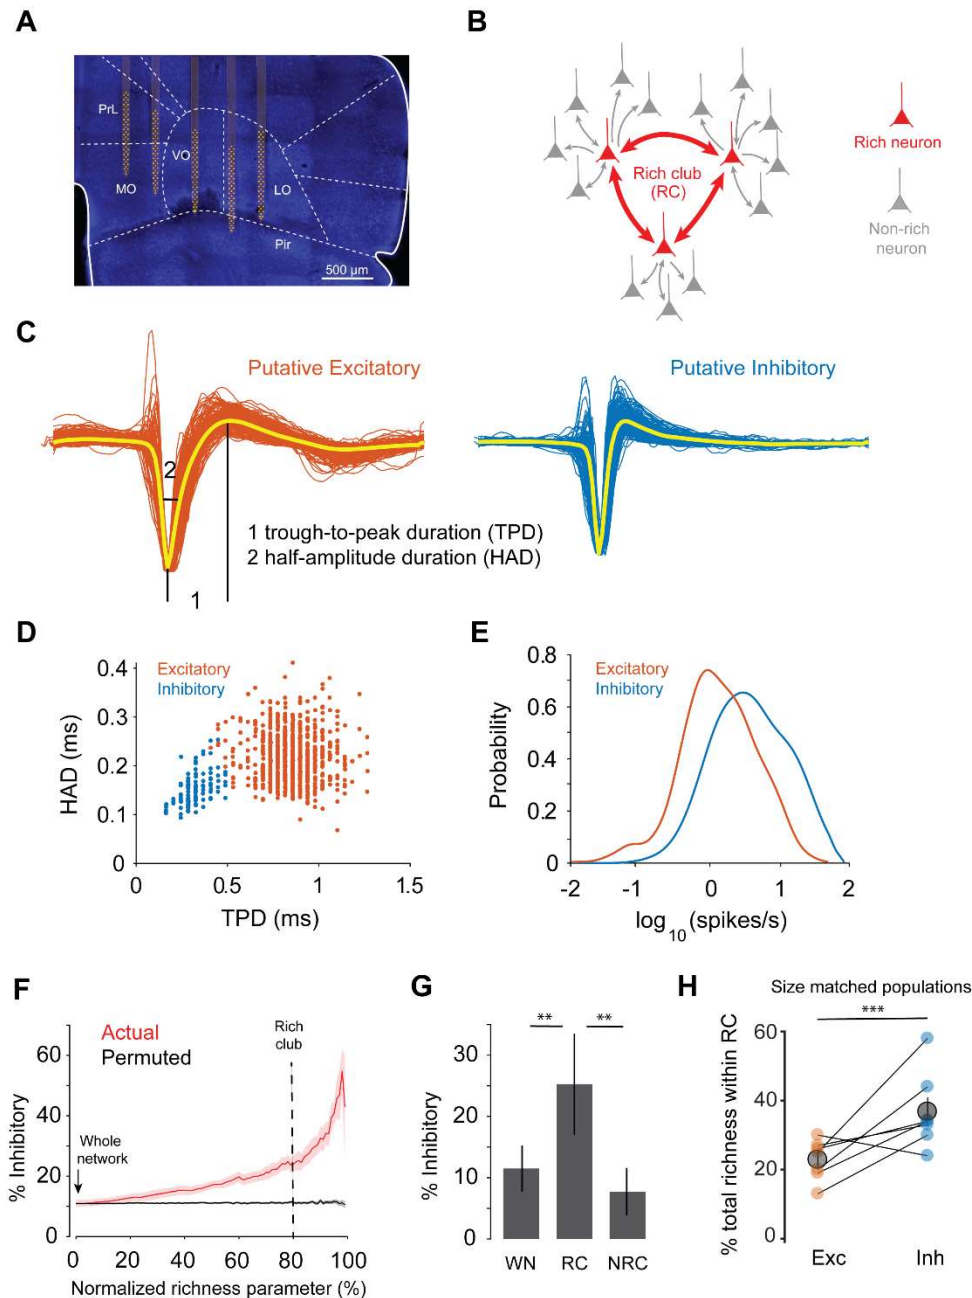 A
PrL
VO
MO
LO
Pir
500 µm
B
Rich club
(RC)
Rich neuron
Non-rich
neuron
C
Putative Excitatory
Putative Inhibitory
2
1 trough-to-peak duration (TPD)
2 half-amplitude duration (HAD)
1
D
Excitatory
Inhibitory
0.4
0.3
0.2
0.1
0
HAD (ms)
0 0.5 1 1.5
TPD (ms)
E
Excitatory
Inhibitory
0.8
0.6
0.4
0.2
0
Probability
-2 -1 0 1 2
log10(spikes/s)
F
Actual
Permuted
Rich
club
Whole
network
60
40
20
0
% Inhibitory
0 20 40 60 80 100
Normalized richness parameter (%)
G
** **
30
20
10
0
% Inhibitory
WN RC NRC
H
Size matched populations
***
60
40
20
0
% total richness within RC
Exc Inh